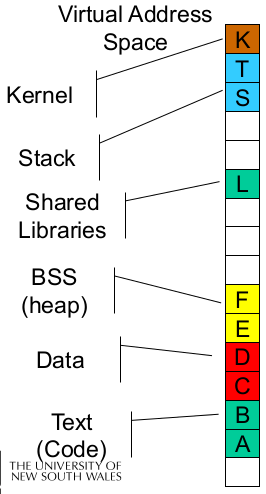 Virtual Address
Space
K
T
Kernel
S
Stack
L
Shared
Libraries
BSS
(heap)
F
E
Data
D
C
Text
(Code)
B
A
THE UNIVERSITY OF
NEW SOUTH WALES